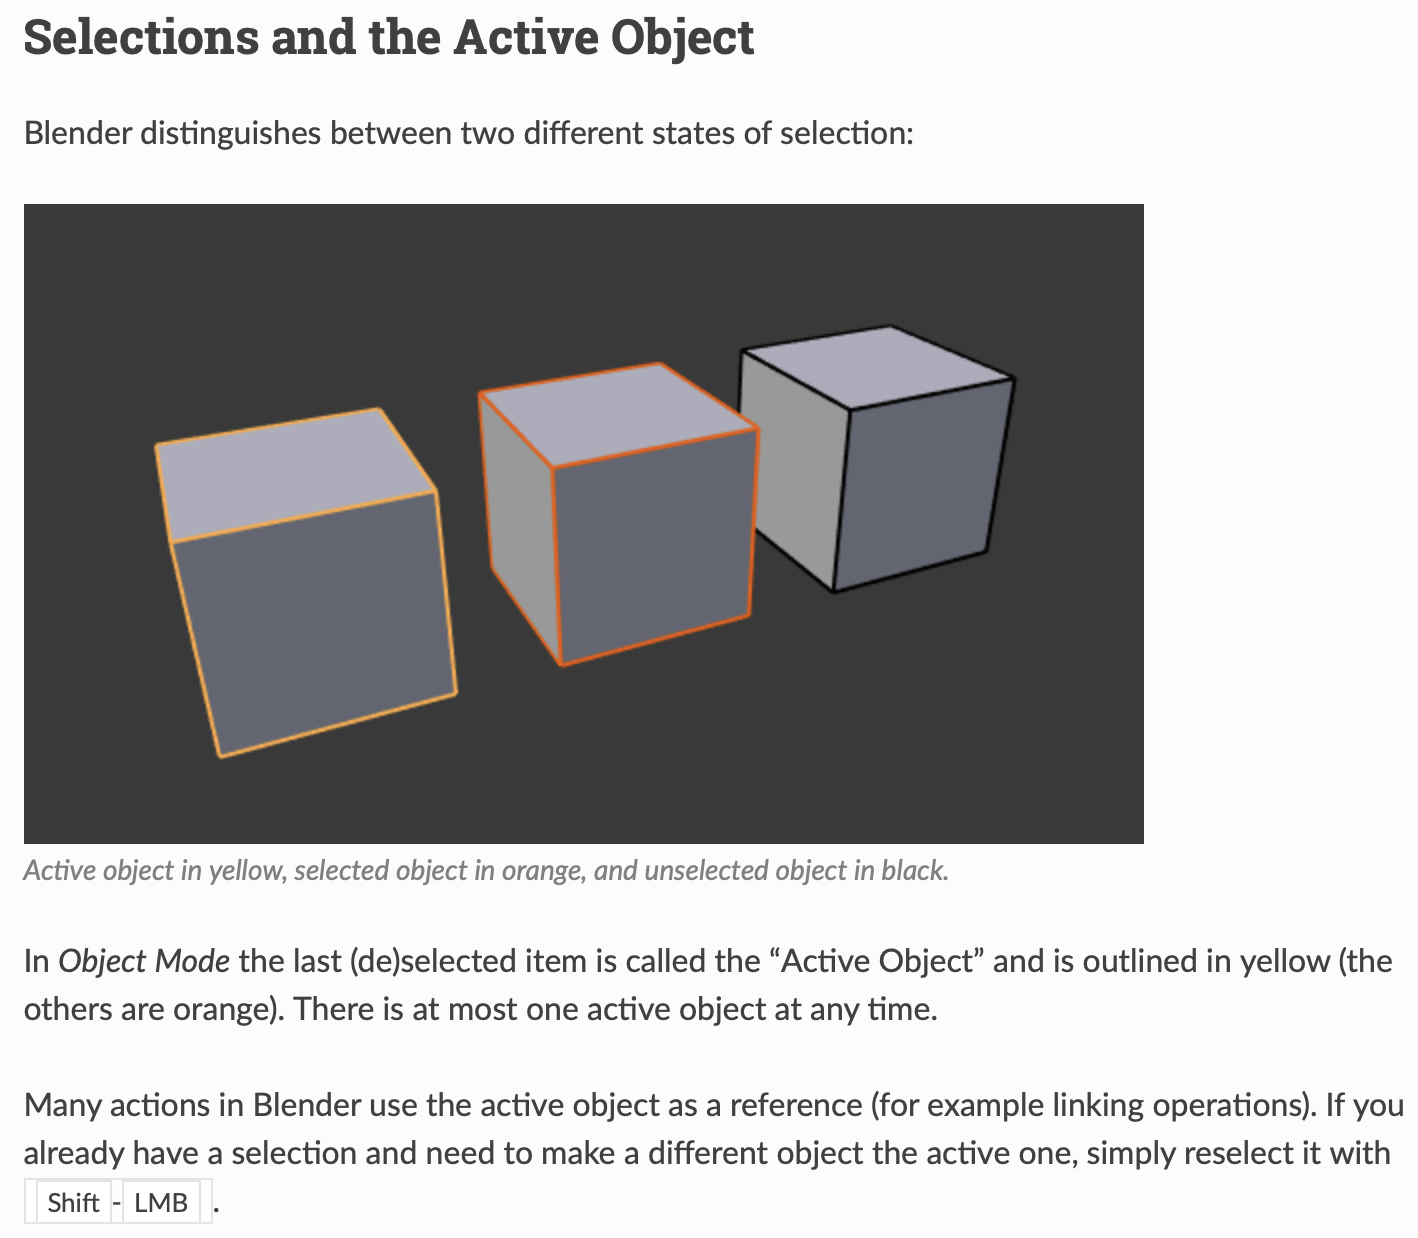 Selections and the Active Object
Blender distinguishes between two different states of selection:
Active object in yellow, selected object in orange, and unselected object in black.
In Object Mode the last (de)selected item is called the “Active Object” and is outlined in yellow (the
others are orange). There is at most one active object at any time.
Many actions in Blender use the active object as a reference (for example linking operations). If you
already have a selection and need to make a different object the active one, simply reselect it with
Shift - LMB .